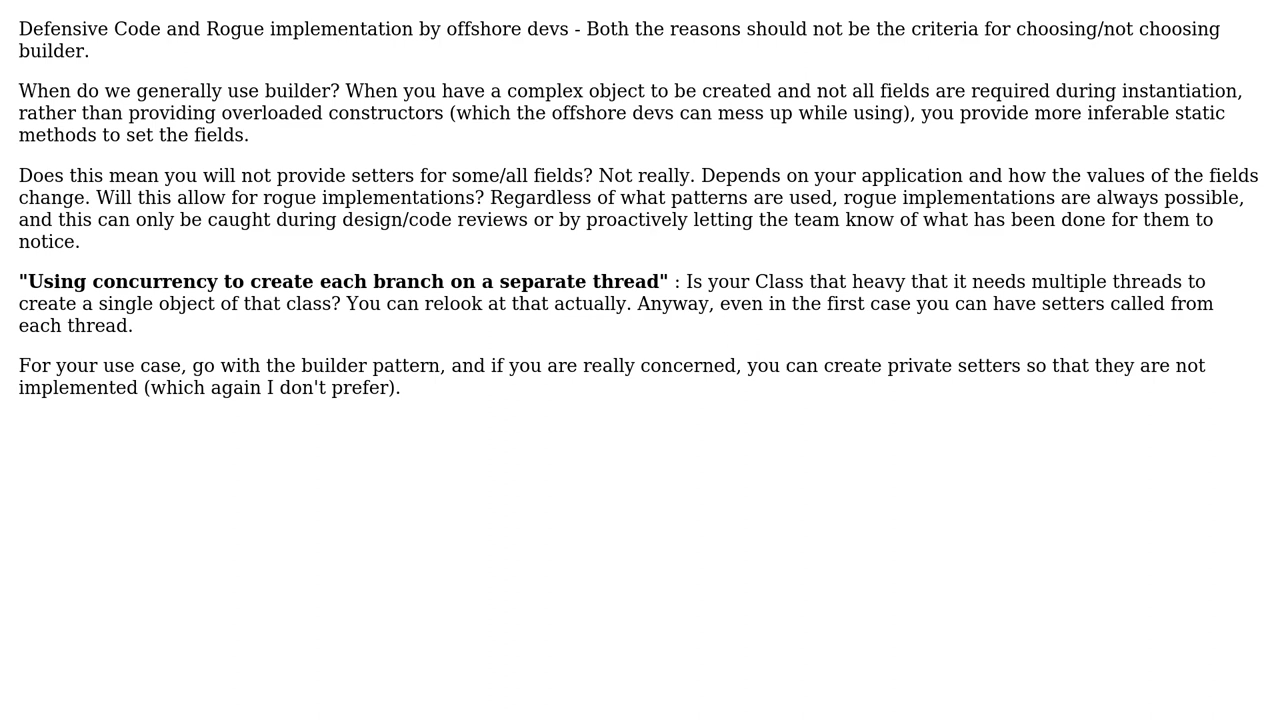 Defensive Code and Rogue implementation by offshore devs - Both the reasons should not be the criteria for choosing/not choosing
builder.
When do we generally use builder? When you have a complex object to be created and not all fields are required during instantiation,
rather than providing overloaded constructors (which the offshore devs can mess up while using), you provide more inferable static
methods to set the fields.
Does this mean you will not provide setters for some/all fields? Not really. Depends on your application and how the values of the fields
change. Will this allow for rogue implementations? Regardless of what patterns are used, rogue implementations are always possible,
and this can only be caught during design/code reviews or by proactively letting the team know of what has been done for them to
notice.
"Using concurrency to create each branch on a separate thread" : Is your Class that heavy that it needs multiple threads to
create a single object of that class? You can relook at that actually. Anyway, even in the first case you can have setters called from
each thread.
For your use case, go with the builder pattern, and if you are really concerned, you can create private setters so that they are not
implemented (which again I don't prefer).